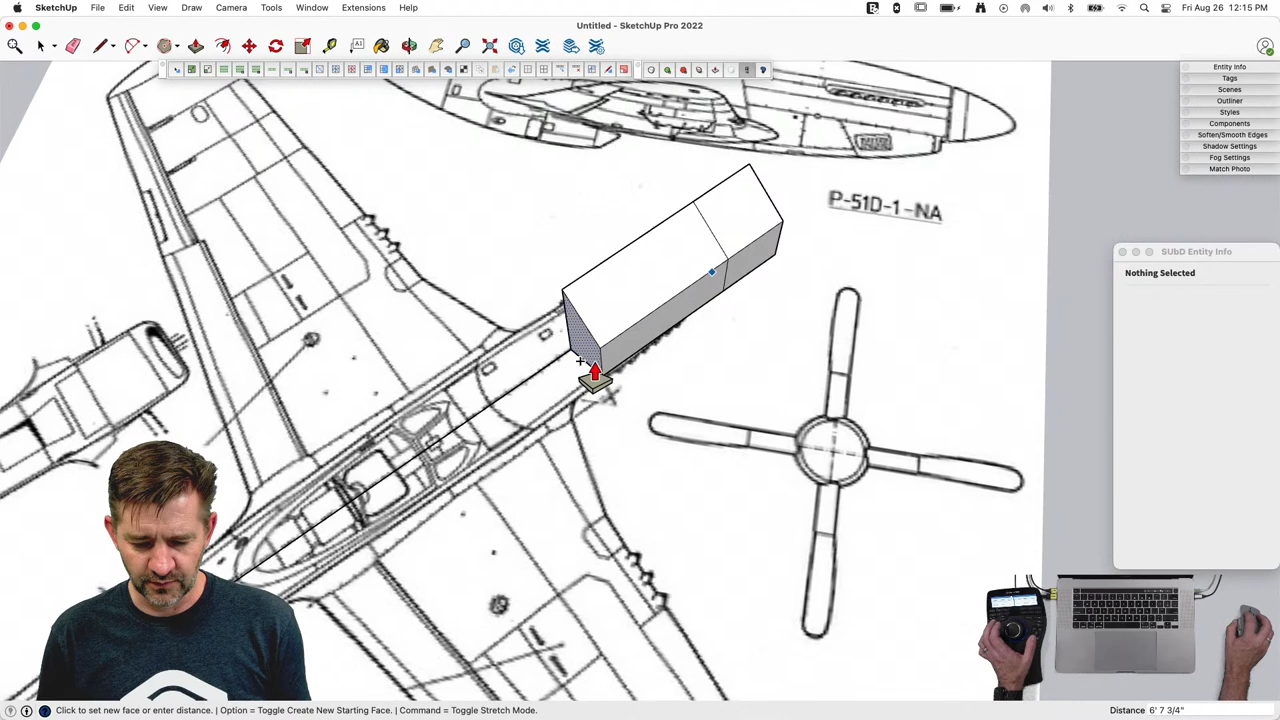 SketchUp File Edit View Draw Camera Tools Window Extensions Help Fri Aug 26 12:15 PM
Untitled - SketchUp Pro 2022
Entity Info
Tags
Scenes
Outliner
Styles
Components
Soften/Smooth Edges
Shadow Settings
Fog Settings
Match Photo
P-51D-1-NA
SUbD Entity Info
Nothing Selected
Click to set new face or enter distance. | Option = Toggle Create New Starting Face. | Command = Toggle Stretch Mode. Distance 6' 7 3/4"